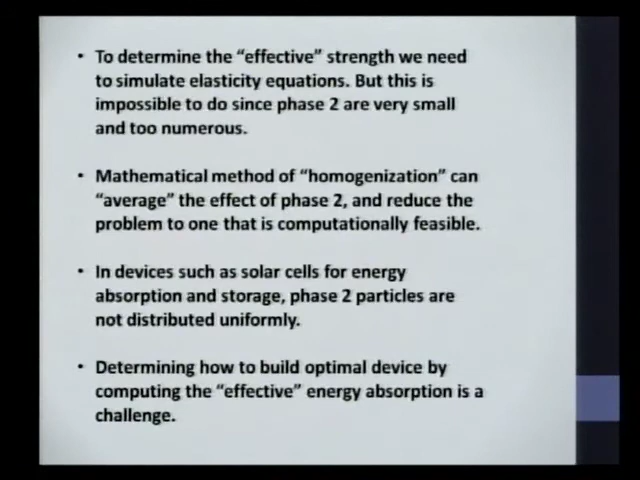 • To determine the “effective” strength we need
to simulate elasticity equations. But this is
impossible to do since phase 2 are very small
and too numerous.
• Mathematical method of “homogenization” can
“average” the effect of phase 2, and reduce the
problem to one that is computationally feasible.
• In devices such as solar cells for energy
absorption and storage, phase 2 particles are
not distributed uniformly.
• Determining how to build optimal device by
computing the “effective” energy absorption is a
challenge.